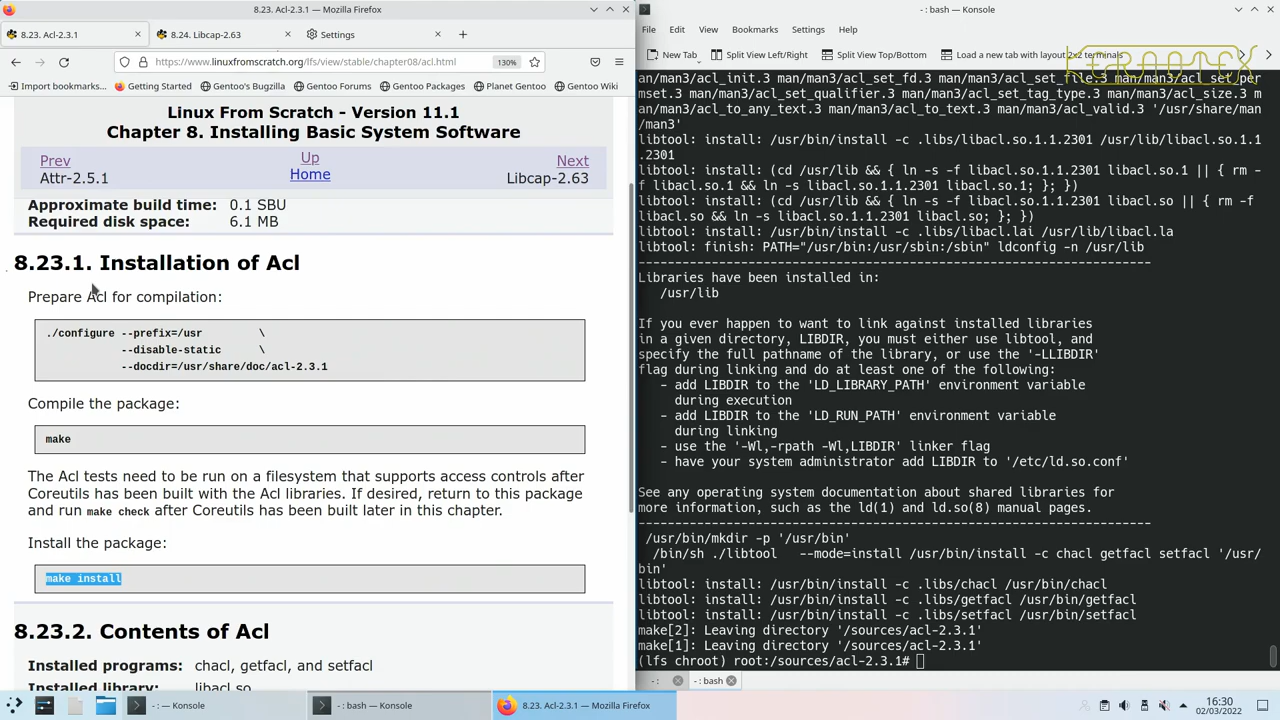 8.23. Acl-2.3.1 — Mozilla Firefox
8.23. Acl-2.3.1
8.24. Libcap-2.63
Settings
https://www.linuxfromscratch.org/lfs/view/stable/chapter08/acl.html
130%
Import bookmarks...
Getting Started
Gentoo's Bugzilla
Gentoo Forums
Gentoo Packages
Planet Gentoo
Gentoo Wiki
Linux From Scratch - Version 11.1
Chapter 8. Installing Basic System Software
Prev
Up
Next
Attr-2.5.1
Home
Libcap-2.63
Approximate build time: 0.1 SBU
Required disk space: 6.1 MB
8.23.1. Installation of Acl
Prepare Acl for compilation:
./configure --prefix=/usr \
--disable-static \
--docdir=/usr/share/doc/acl-2.3.1
Compile the package:
make
The Acl tests need to be run on a filesystem that supports access controls after
Coreutils has been built with the Acl libraries. If desired, return to this package
and run make check after Coreutils has been built later in this chapter.
Install the package:
make install
8.23.2. Contents of Acl
Installed programs: chacl, getfacl, and setfacl
Installed library: libacl.so
- : bash — Konsole
File Edit View Bookmarks Settings Help
New Tab
Split View Left/Right
Split View Top/Bottom
Load a new tab with layout 2x2 terminals
KERNOTEX
an/man3/acl_init.3 man/man3/acl_set_fd.3 man/man3/acl_set_file.3 man/man3/acl_set_per
mset.3 man/man3/acl_set_qualifier.3 man/man3/acl_set_tag_type.3 man/man3/acl_size.3 m
an/man3/acl_to_any_text.3 man/man3/acl_to_text.3 man/man3/acl_valid.3 '/usr/share/man
/man3'
libtool: install: /usr/bin/install -c .libs/libacl.so.1.1.2301 /usr/lib/libacl.so.1.1
.2301
libtool: install: (cd /usr/lib && { ln -s -f libacl.so.1.1.2301 libacl.so.1 || { rm -
f libacl.so.1 && ln -s libacl.so.1.1.2301 libacl.so.1; }; })
libtool: install: (cd /usr/lib && { ln -s -f libacl.so.1.1.2301 libacl.so || { rm -f
libacl.so && ln -s libacl.so.1.1.2301 libacl.so; }; })
libtool: install: /usr/bin/install -c .libs/libacl.lai /usr/lib/libacl.la
libtool: finish: PATH="/usr/bin:/usr/sbin:/sbin" ldconfig -n /usr/lib
----------------------------------------------------------------------
Libraries have been installed in:
/usr/lib
If you ever happen to want to link against installed libraries
in a given directory, LIBDIR, you must either use libtool, and
specify the full pathname of the library, or use the '-LLIBDIR'
flag during linking and do at least one of the following:
- add LIBDIR to the 'LD_LIBRARY_PATH' environment variable
during execution
- add LIBDIR to the 'LD_RUN_PATH' environment variable
during linking
- use the '-Wl,-rpath -Wl,LIBDIR' linker flag
- have your system administrator add LIBDIR to '/etc/ld.so.conf'
See any operating system documentation about shared libraries for
more information, such as the ld(1) and ld.so(8) manual pages.
----------------------------------------------------------------------
/usr/bin/mkdir -p '/usr/bin'
/bin/sh ./libtool --mode=install /usr/bin/install -c chacl getfacl setfacl '/usr/
bin'
libtool: install: /usr/bin/install -c .libs/chacl /usr/bin/chacl
libtool: install: /usr/bin/install -c .libs/getfacl /usr/bin/getfacl
libtool: install: /usr/bin/install -c .libs/setfacl /usr/bin/setfacl
make[2]: Leaving directory '/sources/acl-2.3.1'
make[1]: Leaving directory '/sources/acl-2.3.1'
(lfs chroot) root:/sources/acl-2.3.1#
- :
- : bash
- : — Konsole
- : bash — Konsole
8.23. Acl-2.3.1 — Mozilla Firefox
16:30
02/03/2022